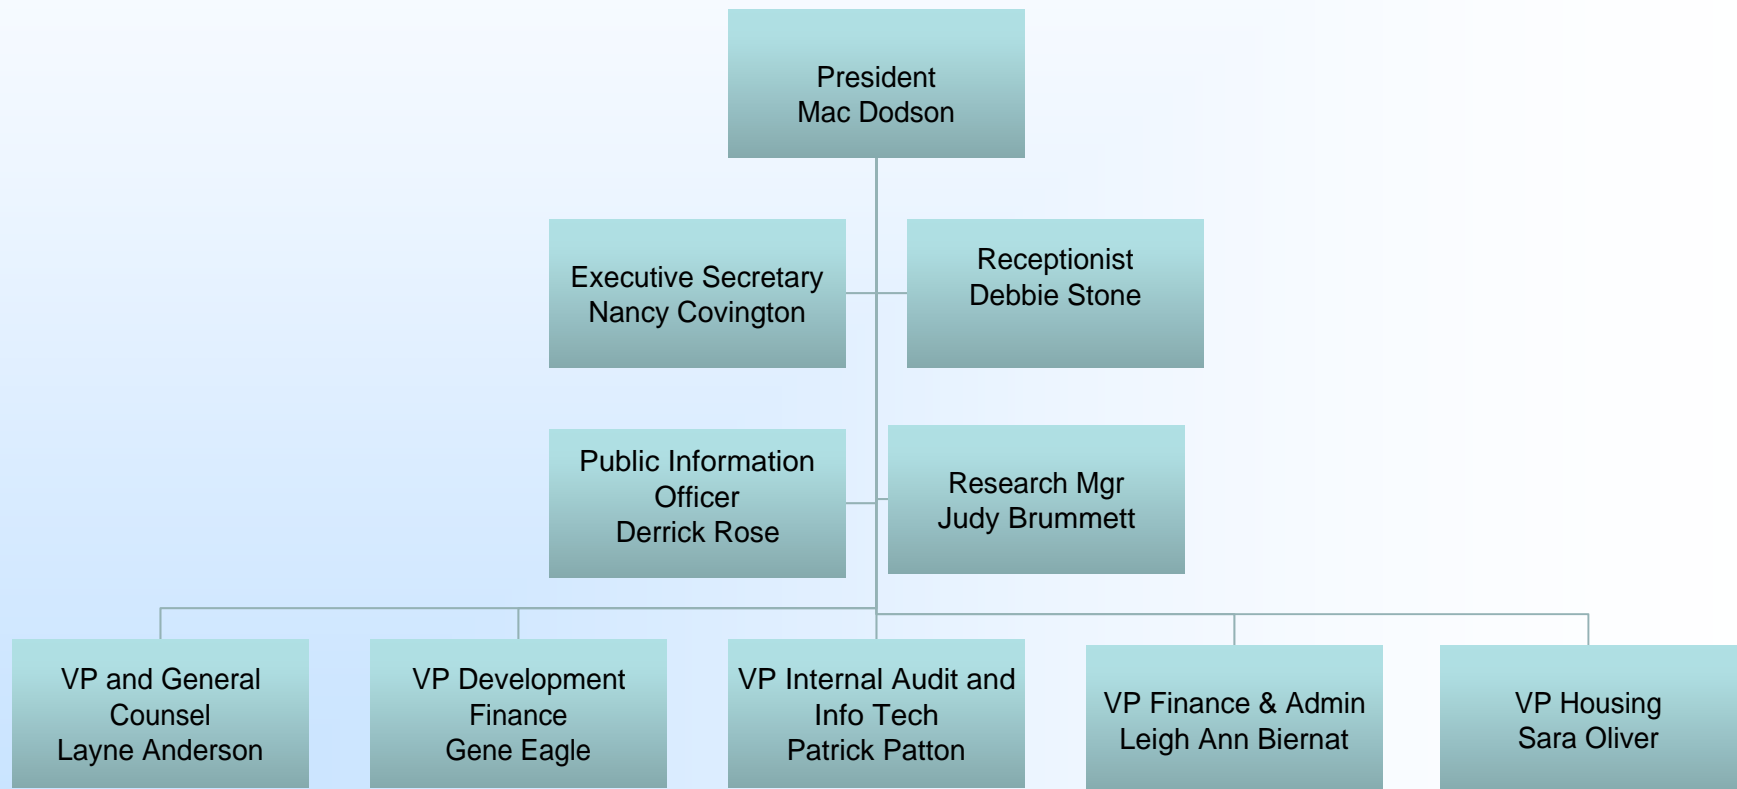 President
Mac Dodson
Executive Secretary
Nancy Covington
Receptionist
Debbie Stone
Public Information
Officer
Derrick Rose
Research Mgr
Judy Brummett
VP and General
Counsel
Layne Anderson
VP Development
Finance
Gene Eagle
VP Internal Audit and
Info Tech
Patrick Patton
VP Finance & Admin
Leigh Ann Biernat
VP Housing
Sara Oliver